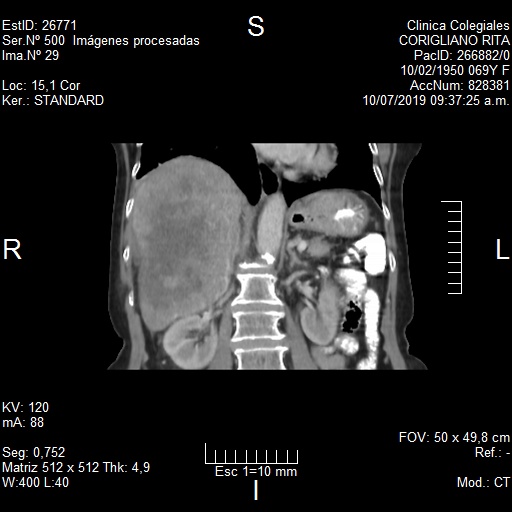 EstID: 26771
Ser.Nº 500 Imágenes procesadas
Ima.Nº 29
Loc: 15,1 Cor
Ker.: STANDARD
S
Clinica Colegiales
CORIGLIANO RITA
PacID: 266882/0
10/02/1950 069Y F
AccNum: 828381
10/07/2019 09:37:25 a.m.
R
L
KV: 120
mA: 88
Seg: 0,752
Matriz 512 x 512 Thk: 4,9
W:400 L:40
Esc 1=10 mm
I
FOV: 50 x 49,8 cm
Ref.: -
Mod.: CT